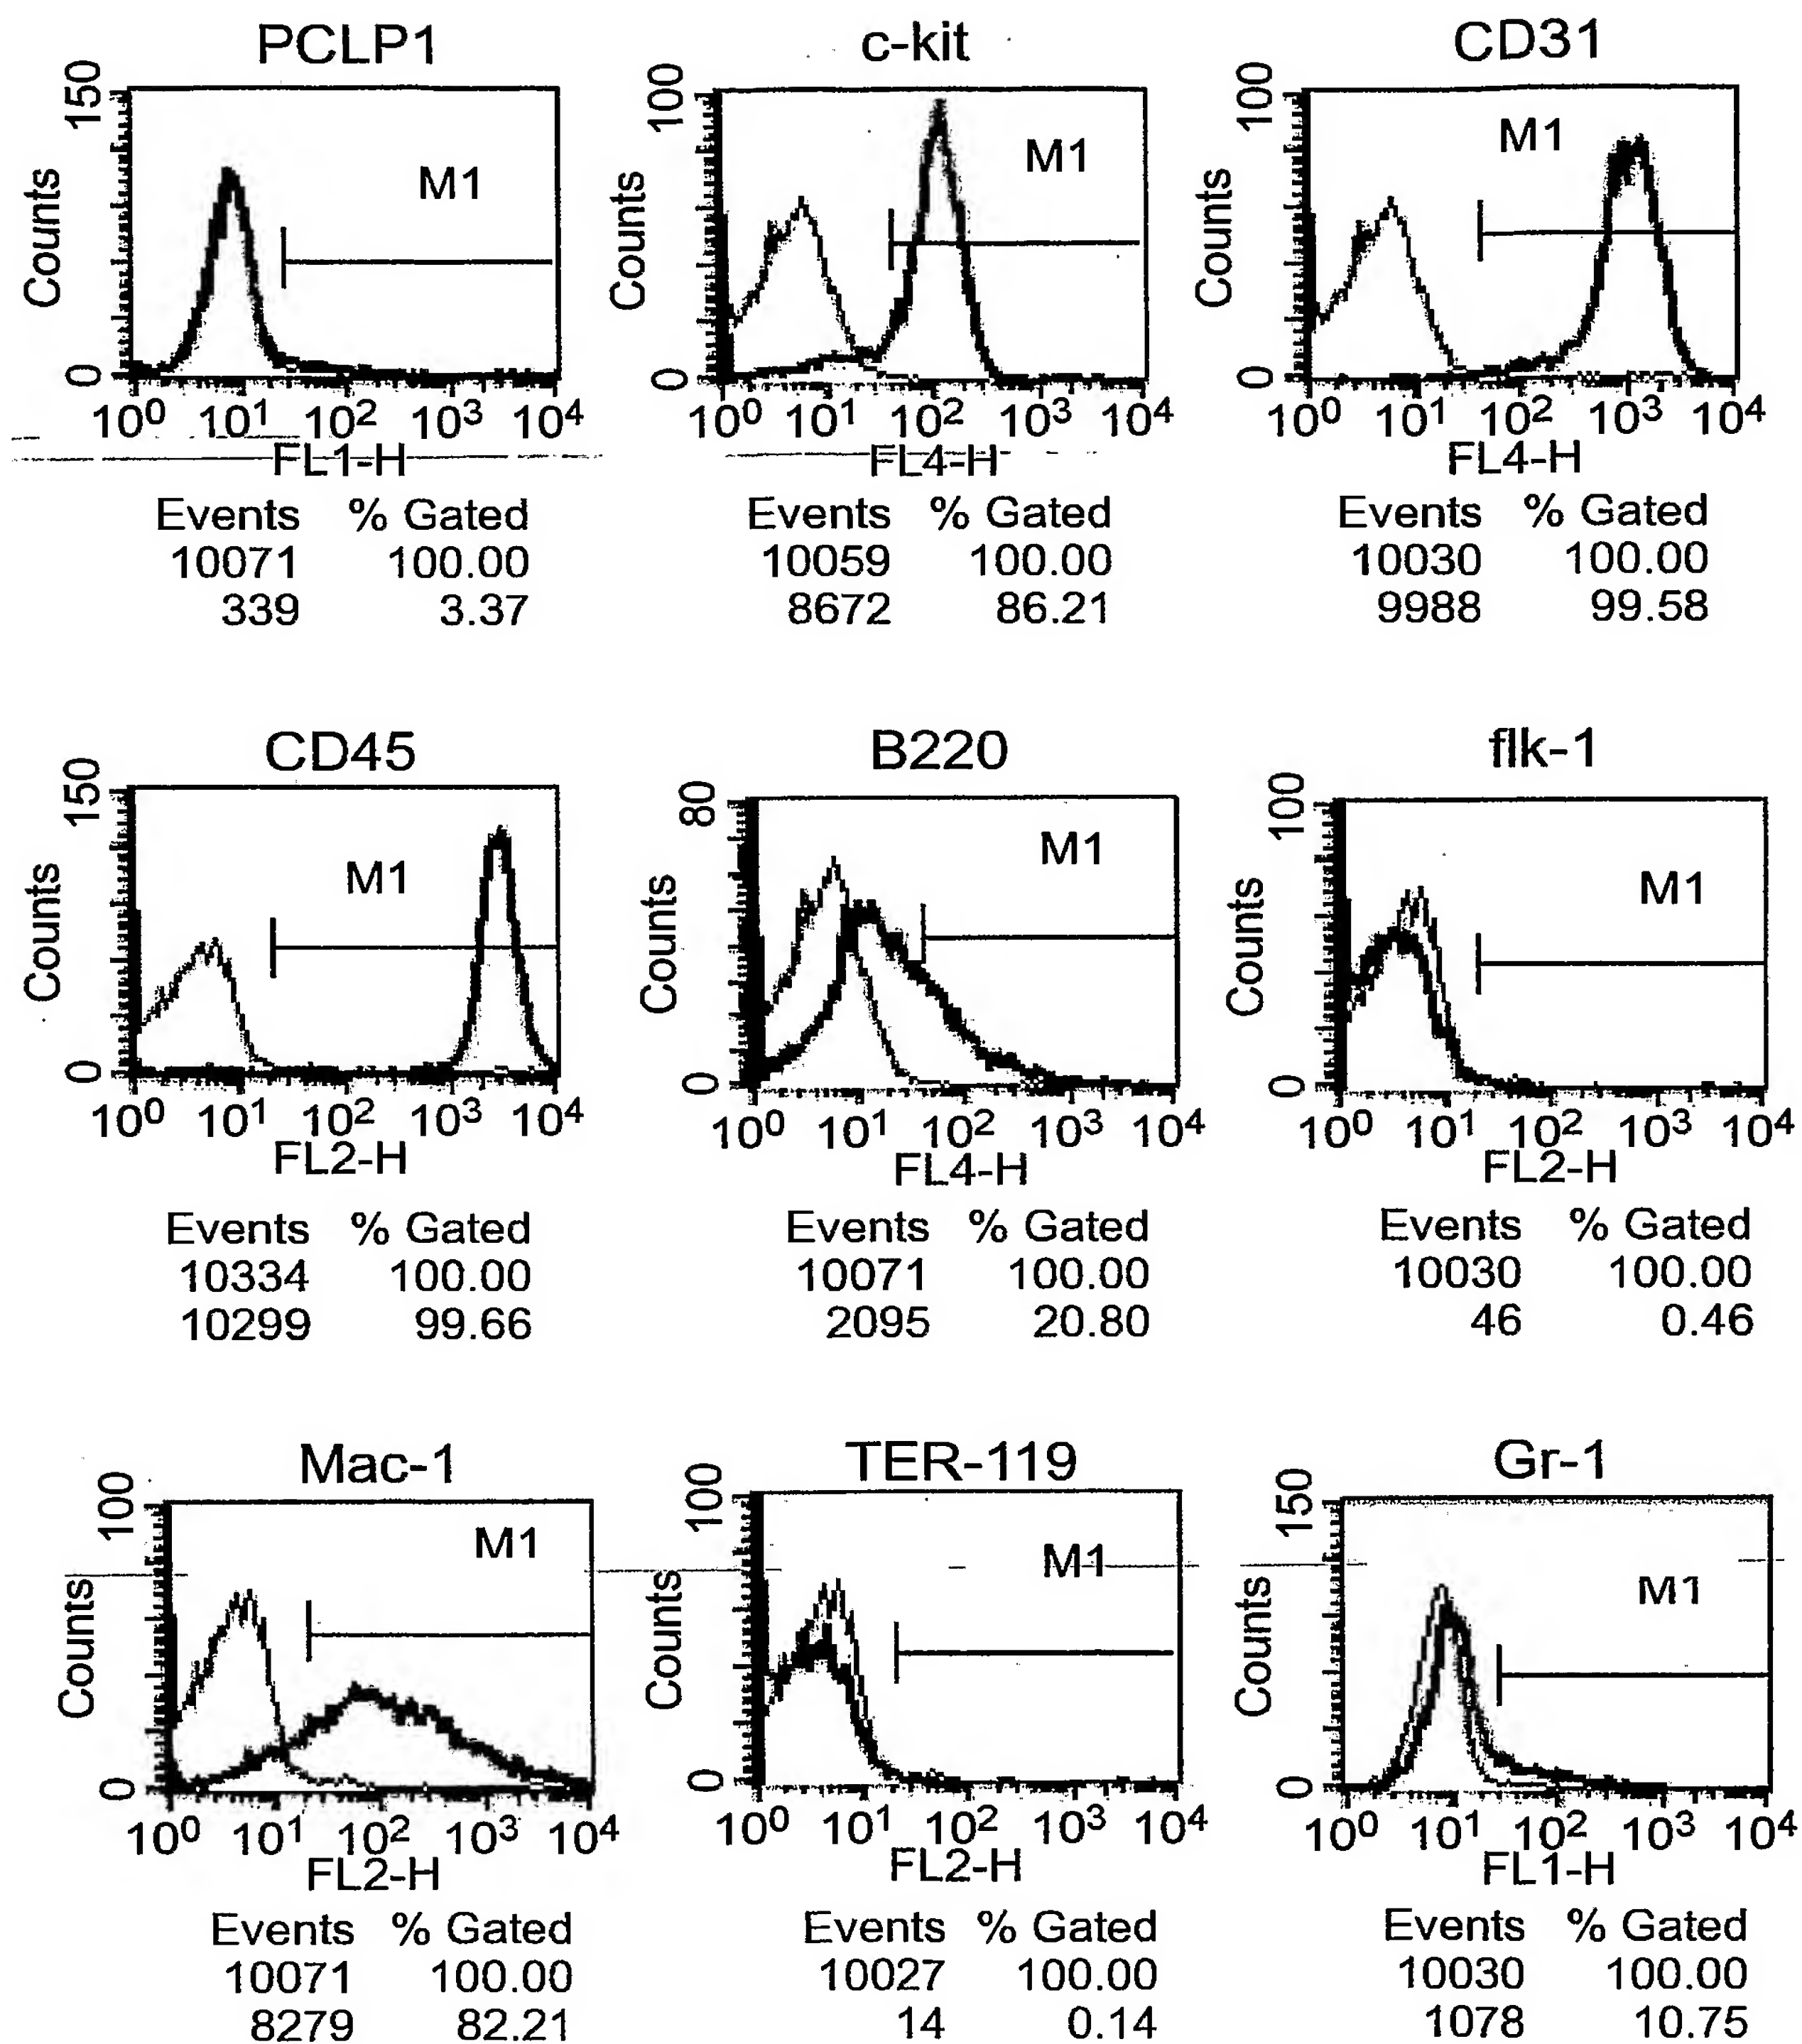 PCLP1
150
Counts
M1
0
10⁰ 10¹ 10² 10³ 10⁴
FL1-H
Events % Gated
10071 100.00
339 3.37
c-kit
100
Counts
M1
0
10⁰ 10¹ 10² 10³ 10⁴
FL4-H
Events % Gated
10059 100.00
8672 86.21
CD31
100
Counts
M1
0
10⁰ 10¹ 10² 10³ 10⁴
FL4-H
Events % Gated
10030 100.00
9988 99.58
CD45
150
Counts
M1
0
10⁰ 10¹ 10² 10³ 10⁴
FL2-H
Events % Gated
10334 100.00
10299 99.66
B220
80
Counts
M1
0
10⁰ 10¹ 10² 10³ 10⁴
FL4-H
Events % Gated
10071 100.00
2095 20.80
flk-1
100
Counts
M1
0
10⁰ 10¹ 10² 10³ 10⁴
FL2-H
Events % Gated
10030 100.00
46 0.46
Mac-1
100
Counts
M1
0
10⁰ 10¹ 10² 10³ 10⁴
FL2-H
Events % Gated
10071 100.00
8279 82.21
TER-119
100
Counts
M1
0
10⁰ 10¹ 10² 10³ 10⁴
FL2-H
Events % Gated
10027 100.00
14 0.14
Gr-1
150
Counts
M1
0
10⁰ 10¹ 10² 10³ 10⁴
FL1-H
Events % Gated
10030 100.00
1078 10.75